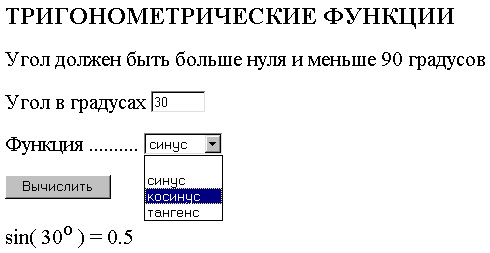 ТРИГОНОМЕТРИЧЕСКИЕ ФУНКЦИИ
Угол должен быть больше нуля и меньше 90 градусов
Угол в градусах 30
Функция .......... синус
синус
Вычислить
косинус
тангенс
sin( 30° ) = 0.5